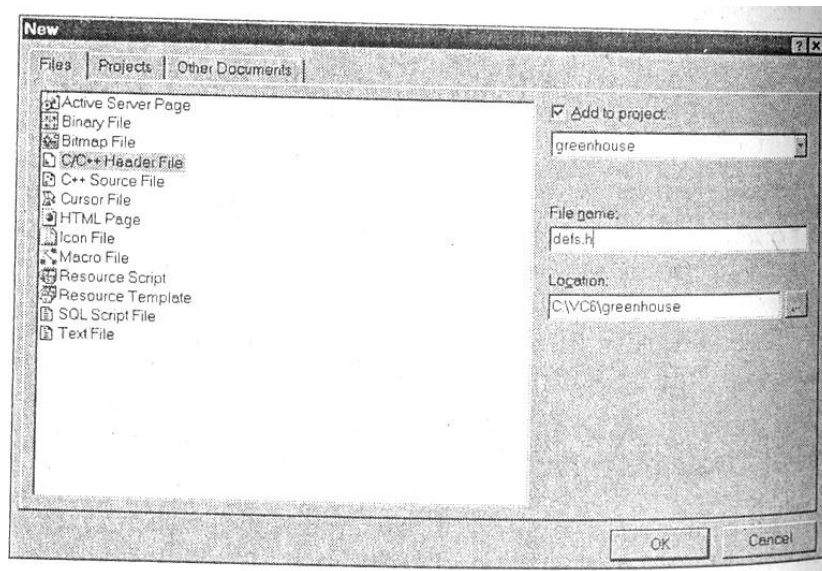 New
Files Projects Other Documents
Active Server Page
Binary File
Bitmap File
C/C++ Header File
C++ Source File
Cursor File
HTML Page
Icon File
Macro File
Resource Script
Resource Template
SQL Script File
Text File
Add to project:
greenhouse
File name:
defs.h
Location:
C:\VC6\greenhouse
...
OK Cancel